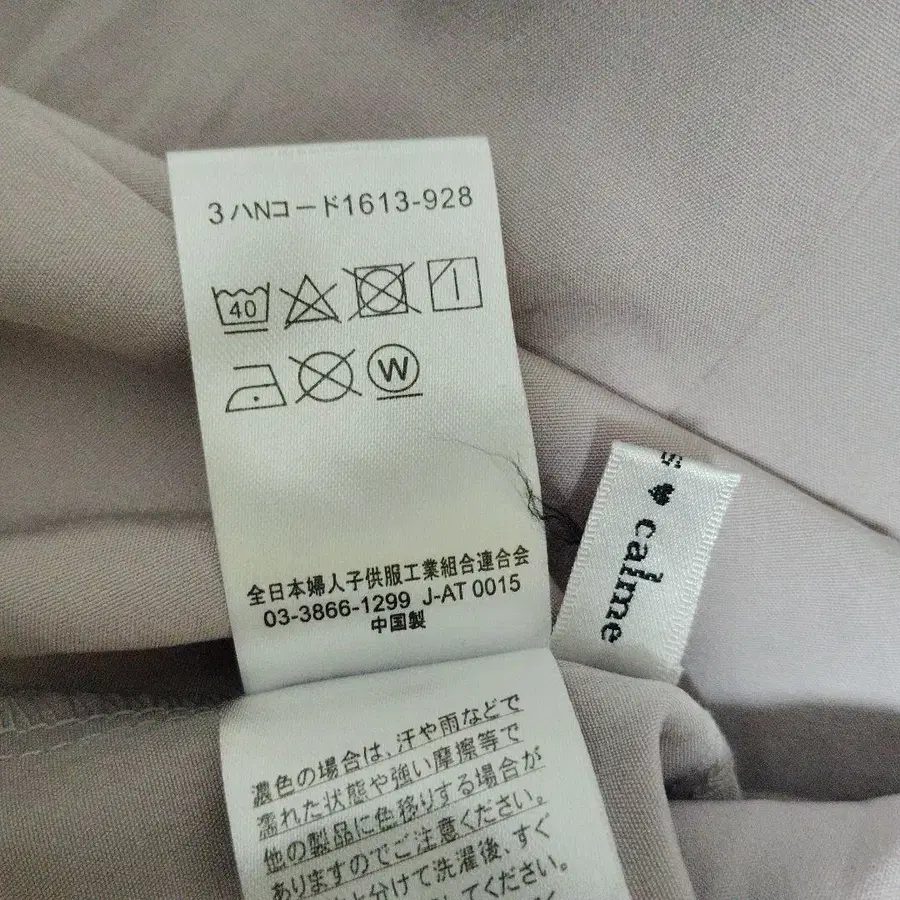 3ハNコード1613-928
40
W
全日本婦人子供服工業組合連合会
03-3866-1299 J-AT 0015
中国製
s♥calme
濃色の場合は、汗や雨などで
濡れた状態や強い摩擦等で
他の製品に色移りする場合が
ありますのでご注意ください。
と分けて洗濯後、すぐ
してください。